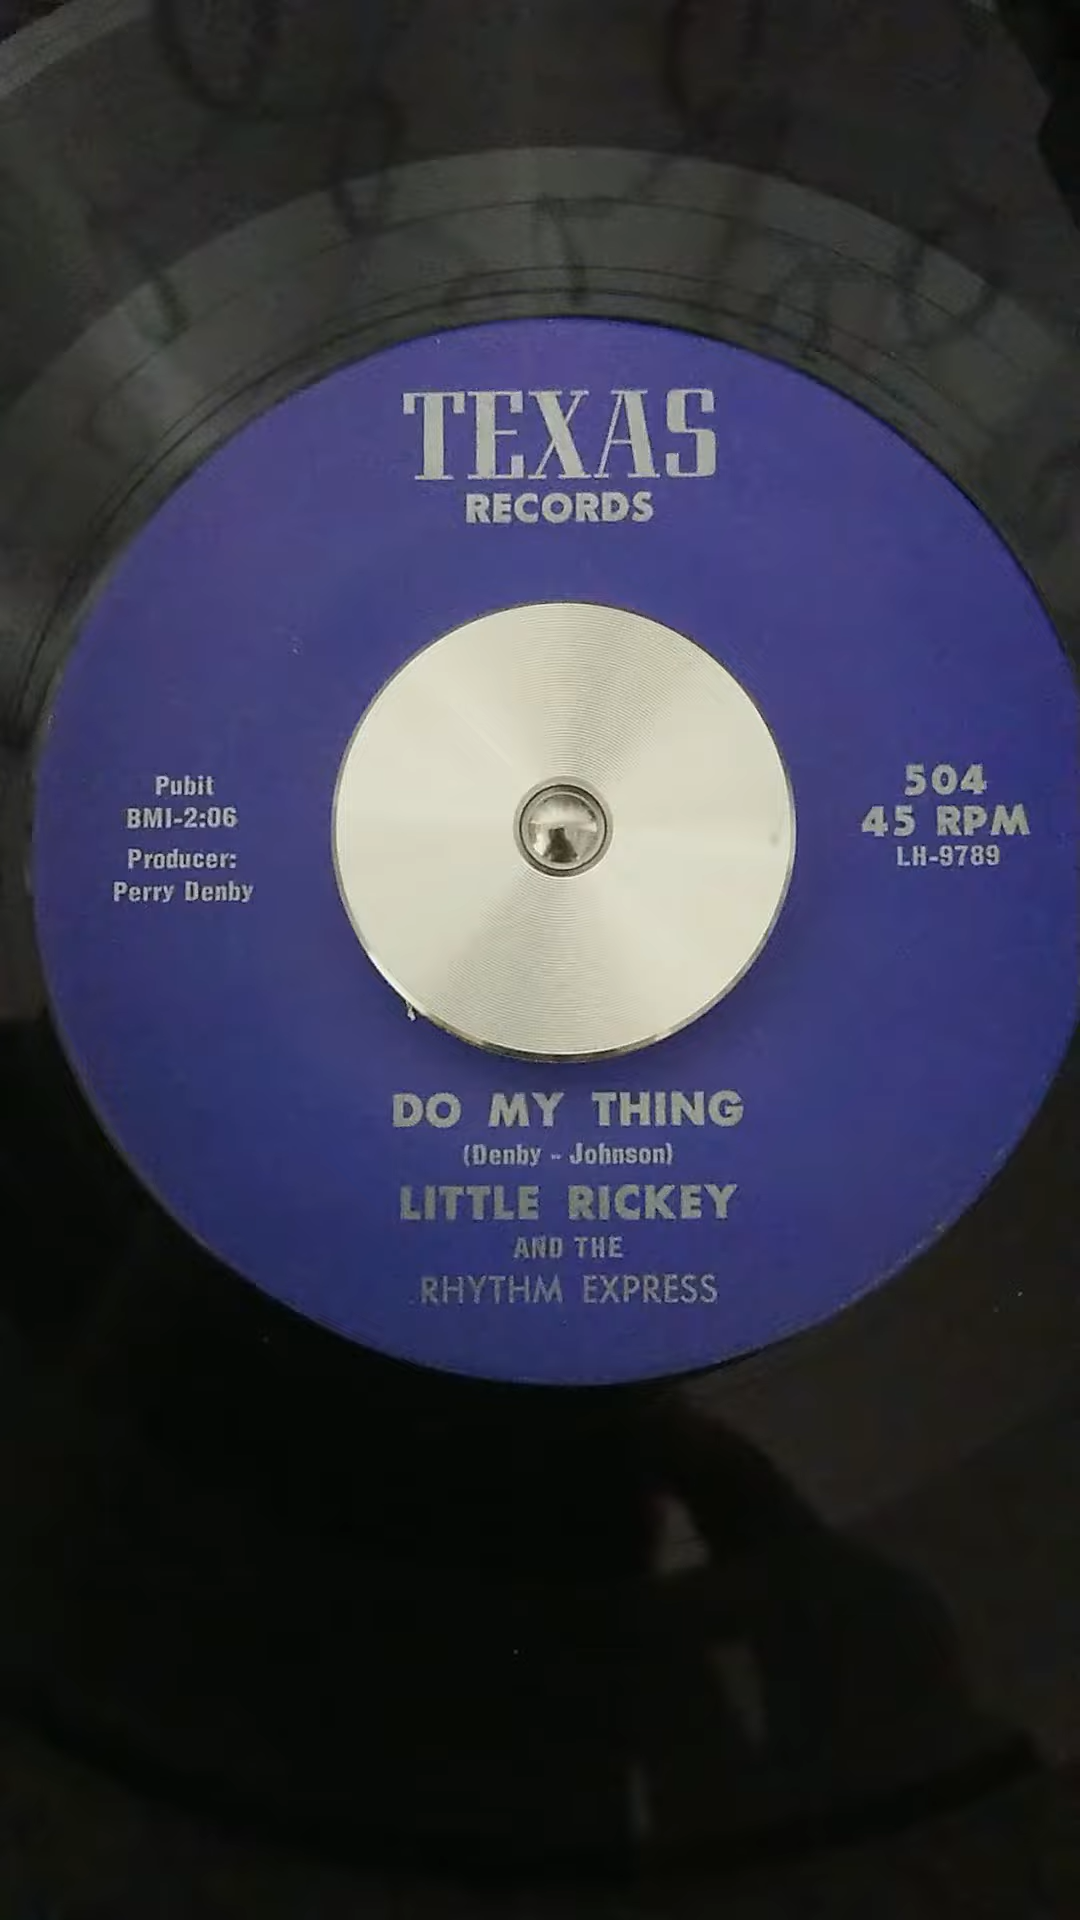 TEXAS
RECORDS
Pubit
BMI-2:06
Producer:
Perry Denby
504
45 RPM
LH-9789
DO MY THING
(Denby - Johnson)
LITTLE RICKEY
AND THE
RHYTHM EXPRESS